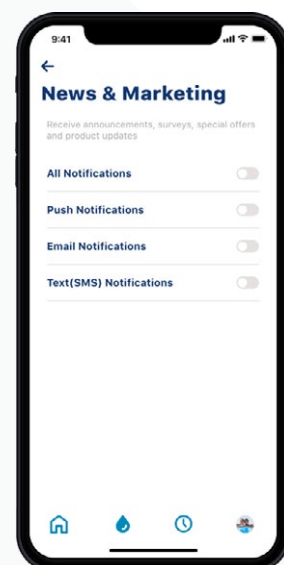 9:41
News & Marketing
Receive announcements, surveys, special offers
and product updates
All Notifications
Push Notifications
Email Notifications
Text(SMS) Notifications